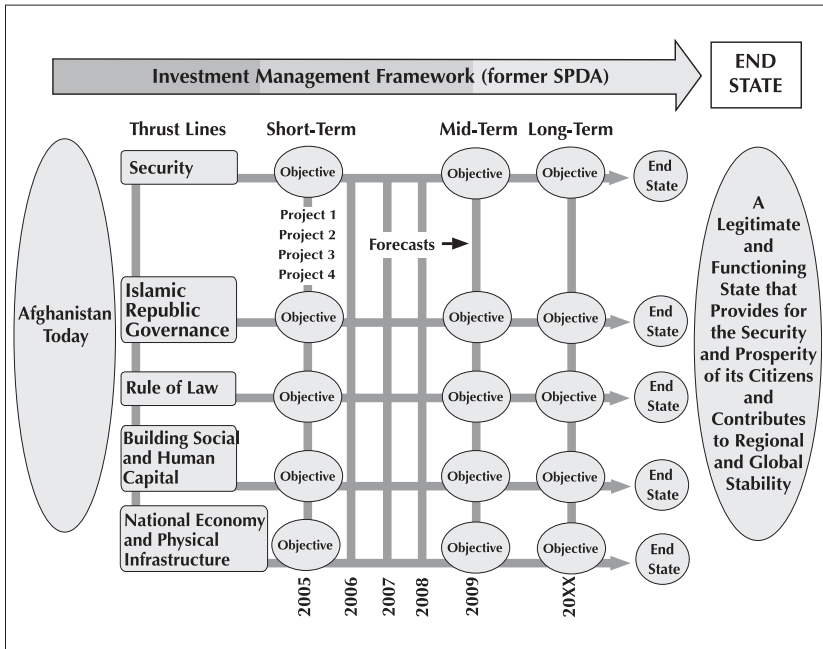 Investment Management Framework (former SPDA)
END
STATE
Thrust Lines
Short-Term
Mid-Term
Long-Term
Afghanistan
Today
Security
Objective
Objective
Objective
End
State
Project 1
Project 2
Project 3
Project 4
Forecasts
Islamic
Republic
Governance
Objective
Objective
Objective
End
State
Rule of Law
Objective
Objective
Objective
End
State
Building Social
and Human
Capital
Objective
Objective
Objective
End
State
National Economy
and Physical
Infrastructure
Objective
Objective
Objective
End
State
2005
2006
2007
2008
2009
20XX
A
Legitimate
and
Functioning
State that
Provides for
the Security
and Prosperity
of its Citizens
and
Contributes
to Regional
and Global
Stability